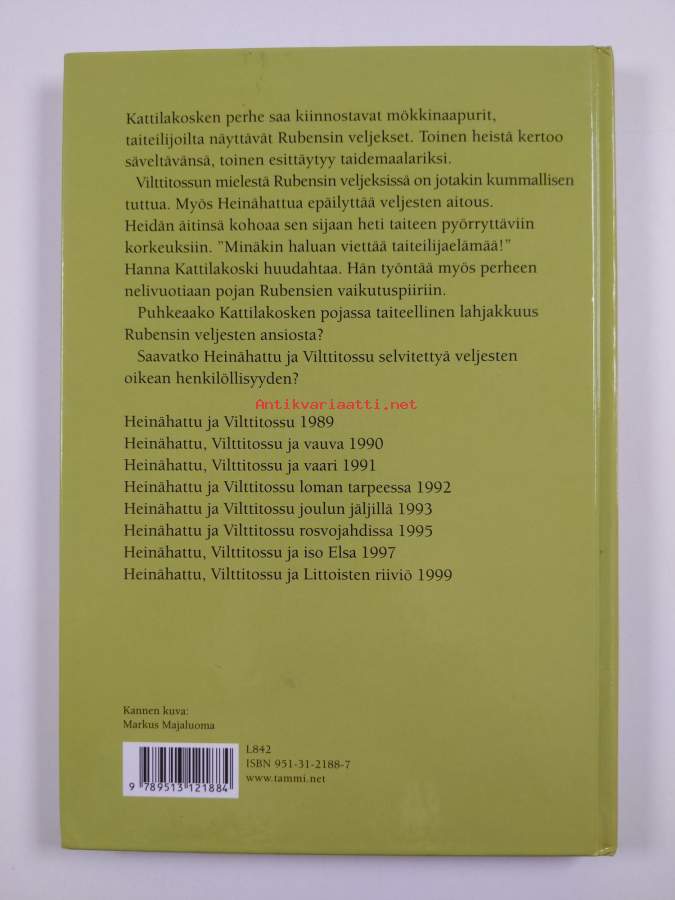 Kattilakosken perhe saa kiinnostavat mökkinaapurit,
taiteilijoilta näyttävät Rubensin veljekset. Toinen heistä kertoo
säveltävänsä, toinen esittäytyy taidemaalariksi.
Vilttitossun mielestä Rubensin veljeksissä on jotakin kummallisen
tuttua. Myös Heinähattua epäilyttää veljesten aitous.
Heidän äitinsä kohoaa sen sijaan heti taiteen pyörryttäviin
korkeuksiin. ”Minäkin haluan viettää taiteilijaelämää!”
Hanna Kattilakoski huudahtaa. Hän työntää myös perheen
nelivuotiaan pojan Rubensien vaikutuspiiriin.
Puhkeaako Kattilakosken pojassa taiteellinen lahjakkuus
Rubensin veljesten ansiosta?
Saavatko Heinähattu ja Vilttitossu selvitettyä veljesten
oikean henkilöllisyyden?
Antikvariaatti.net
Heinähattu ja Vilttitossu 1989
Heinähattu, Vilttitossu ja vauva 1990
Heinähattu, Vilttitossu ja vaari 1991
Heinähattu ja Vilttitossu loman tarpeessa 1992
Heinähattu ja Vilttitossu joulun jäljillä 1993
Heinähattu ja Vilttitossu rosvojahdissa 1995
Heinähattu, Vilttitossu ja iso Elsa 1997
Heinähattu, Vilttitossu ja Littoisten riiviö 1999
Kannen kuva:
Markus Majaluoma
L842
ISBN 951-31-2188-7
www.tammi.net
9 789513 121884